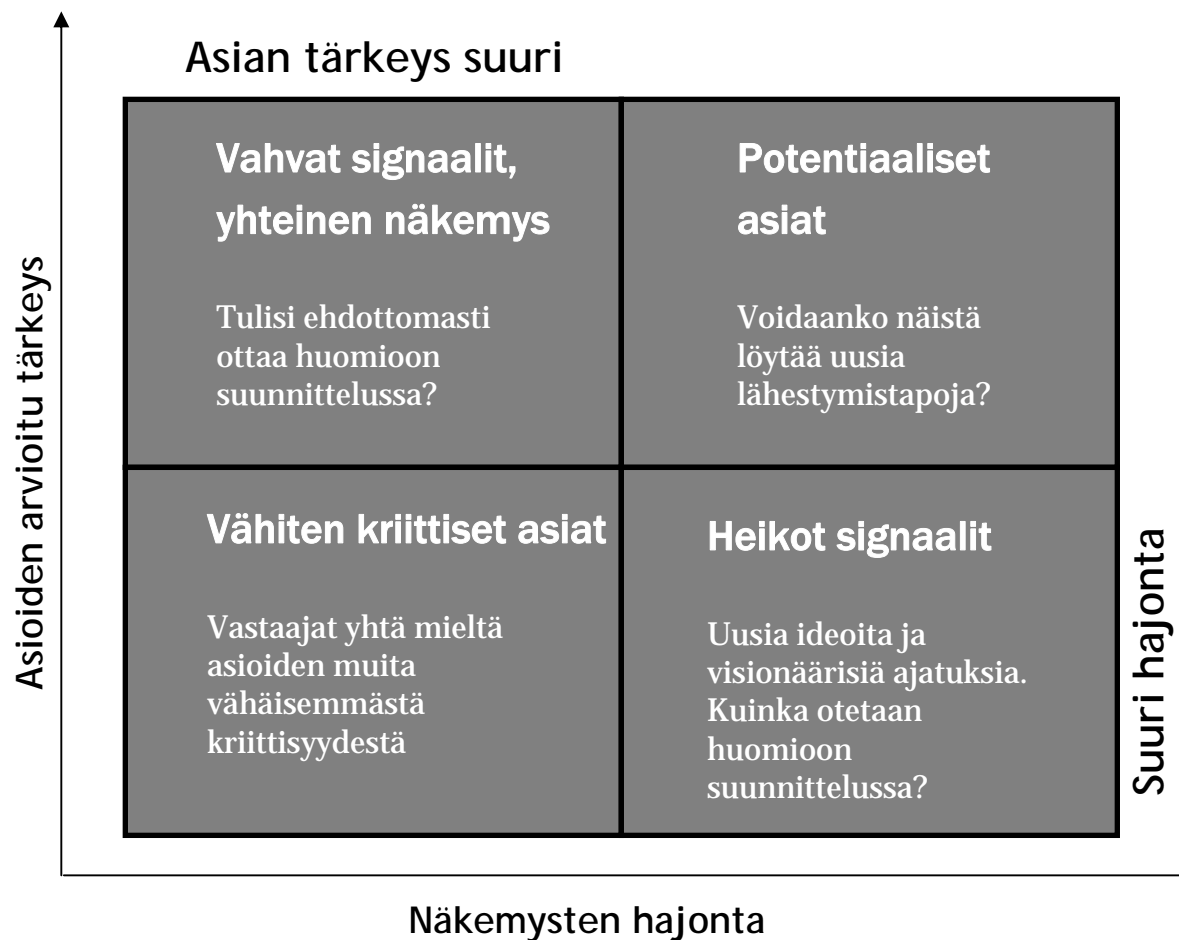 Asian tärkeys suuri
Asioiden arvioitu tärkeys
Vahvat signaalit,
yhteinen näkemys
Tulisi ehdottomasti
ottaa huomioon
suunnittelussa?
Potentiaaliset
asiat
Voidaanko näistä
löytää uusia
lähestymistapoja?
Vähiten kriittiset asiat
Vastaajat yhtä mieltä
asioiden muita
vähäisemmästä
kriittisyydestä
Heikot signaalit
Uusia ideoita ja
visionäärisiä ajatuksia.
Kuinka otetaan
huomioon
suunnittelussa?
Suuri hajonta
Näkemysten hajonta